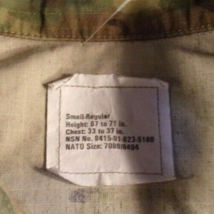 Small-Regular
Height: 67 to 71 in.
Chest: 33 to 37 in.
NSN No. 8415-01-623-5180
NATO Size: 7080/8494